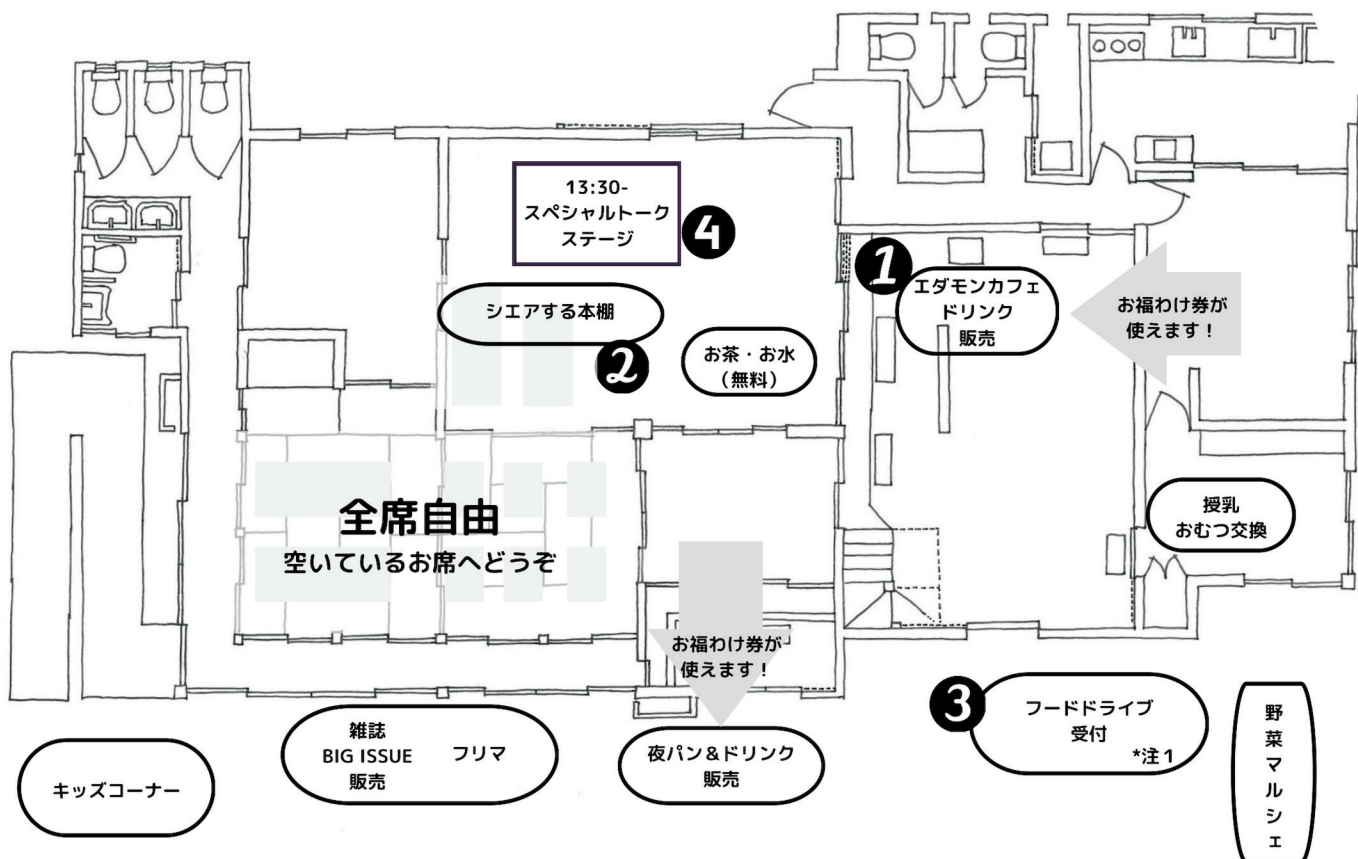 13:30-
スペシャルトーク
ステージ
4
シエアする本棚
2
お茶・お水
（無料）
1
エダモンカフェ
ドリンク
販売
お福わけ券が
使えます！
授乳
おむつ交換
全席自由
空いているお席へどうぞ
お福わけ券が
使えます！
キッズコーナー
雑誌
BIG ISSUE
販売
フリマ
夜パン＆ドリンク
販売
3
フードドライブ
受付
*注1
野菜マルシェ